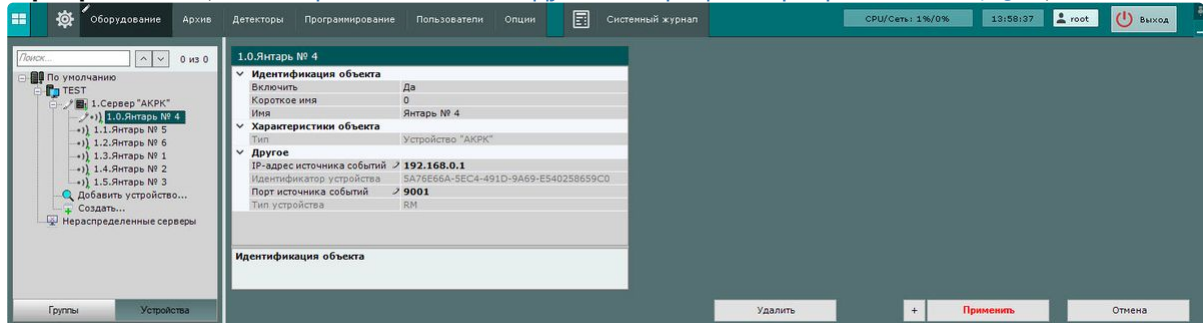 Оборудование Архив Детекторы Программирование Пользователи Опции Системный журнал CPU/Сеть: 1%/0% 13:58:37 root Выход
Поиск... 0 из 0
По умолчанию
TEST
1.Сервер "АКРК"
1.0.Янтарь № 4
1.1.Янтарь № 5
1.2.Янтарь № 6
1.3.Янтарь № 1
1.4.Янтарь № 2
1.5.Янтарь № 3
Добавить устройство...
Создать...
Нераспределенные серверы
Группы Устройства
1.0.Янтарь № 4
Идентификация объекта
Включить Да
Короткое имя 0
Имя Янтарь № 4
Характеристики объекта
Тип Устройство "АКРК"
Другое
IP-адрес источника событий 192.168.0.1
Идентификатор устройства 5A76E66A-5EC4-491D-9A69-E540258659C0
Порт источника событий 9001
Тип устройства RM
Идентификация объекта
Удалить + Применить Отмена